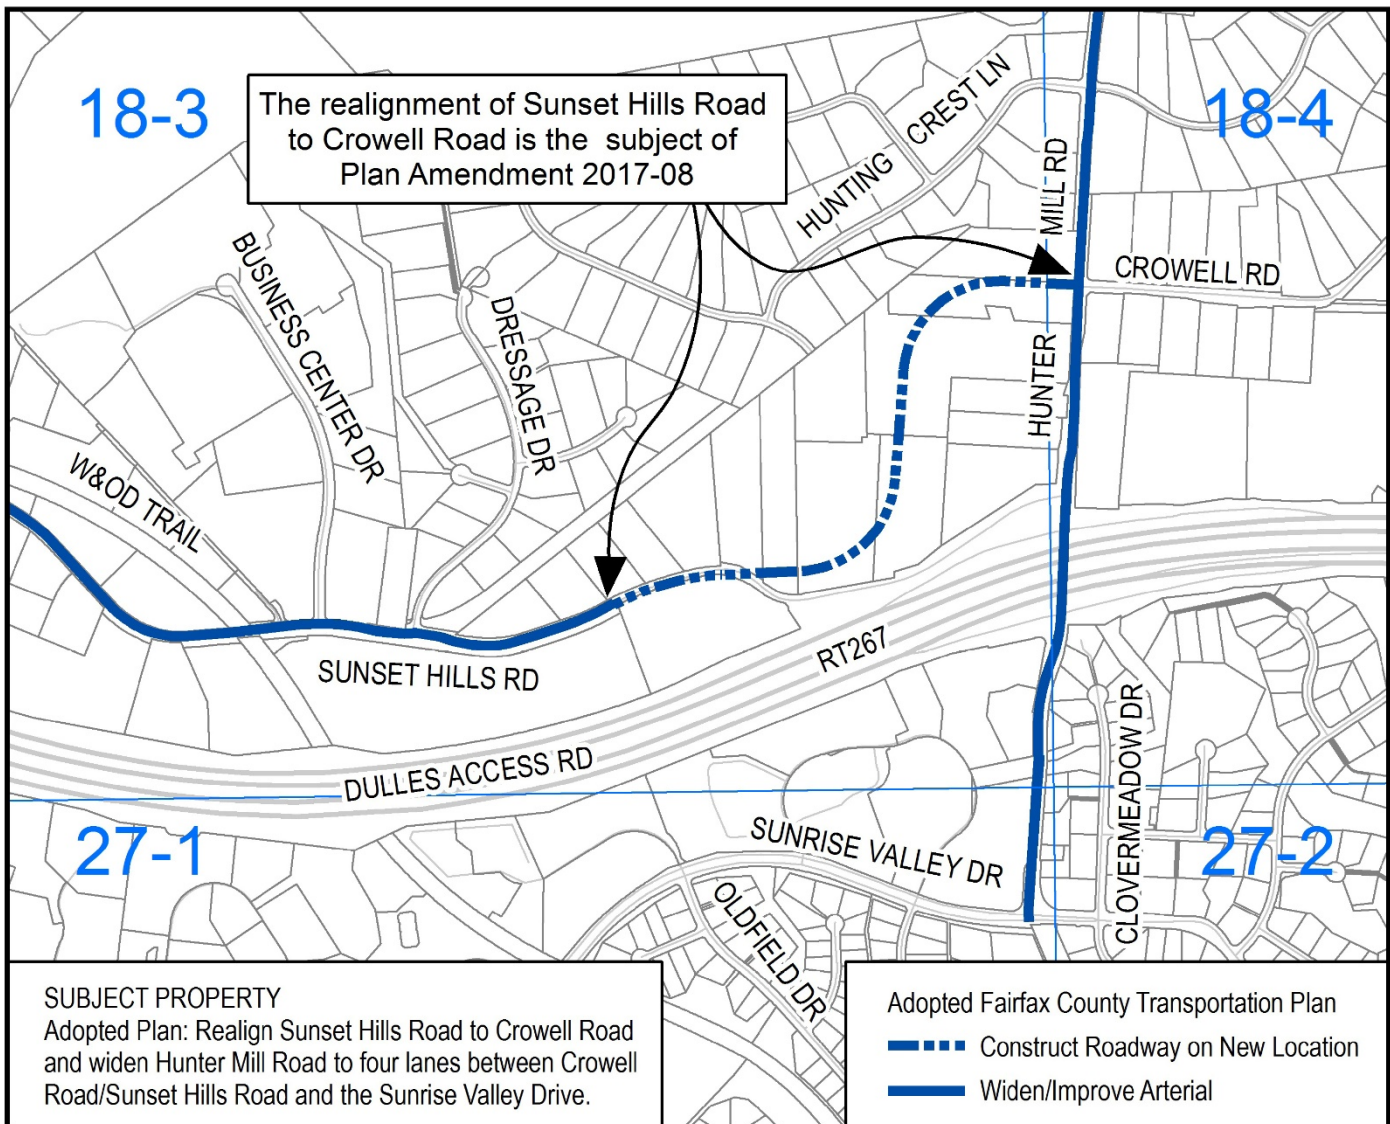 18-3
The realignment of Sunset Hills Road
to Crowell Road is the subject of
Plan Amendment 2017-08
HUNTING CREST LN
MILL RD
18-4
BUSINESS CENTER DR
DRESSAGE DR
CROWELL RD
HUNTER
W&OD TRAIL
SUNSET HILLS RD
RT267
DULLES ACCESS RD
CLOVERMEADOW DR
27-1
SUNRISE VALLEY DR
27-2
OLDFIELD DR
SUBJECT PROPERTY
Adopted Plan: Realign Sunset Hills Road to Crowell Road
and widen Hunter Mill Road to four lanes between Crowell
Road/Sunset Hills Road and the Sunrise Valley Drive.
Adopted Fairfax County Transportation Plan
Construct Roadway on New Location
Widen/Improve Arterial